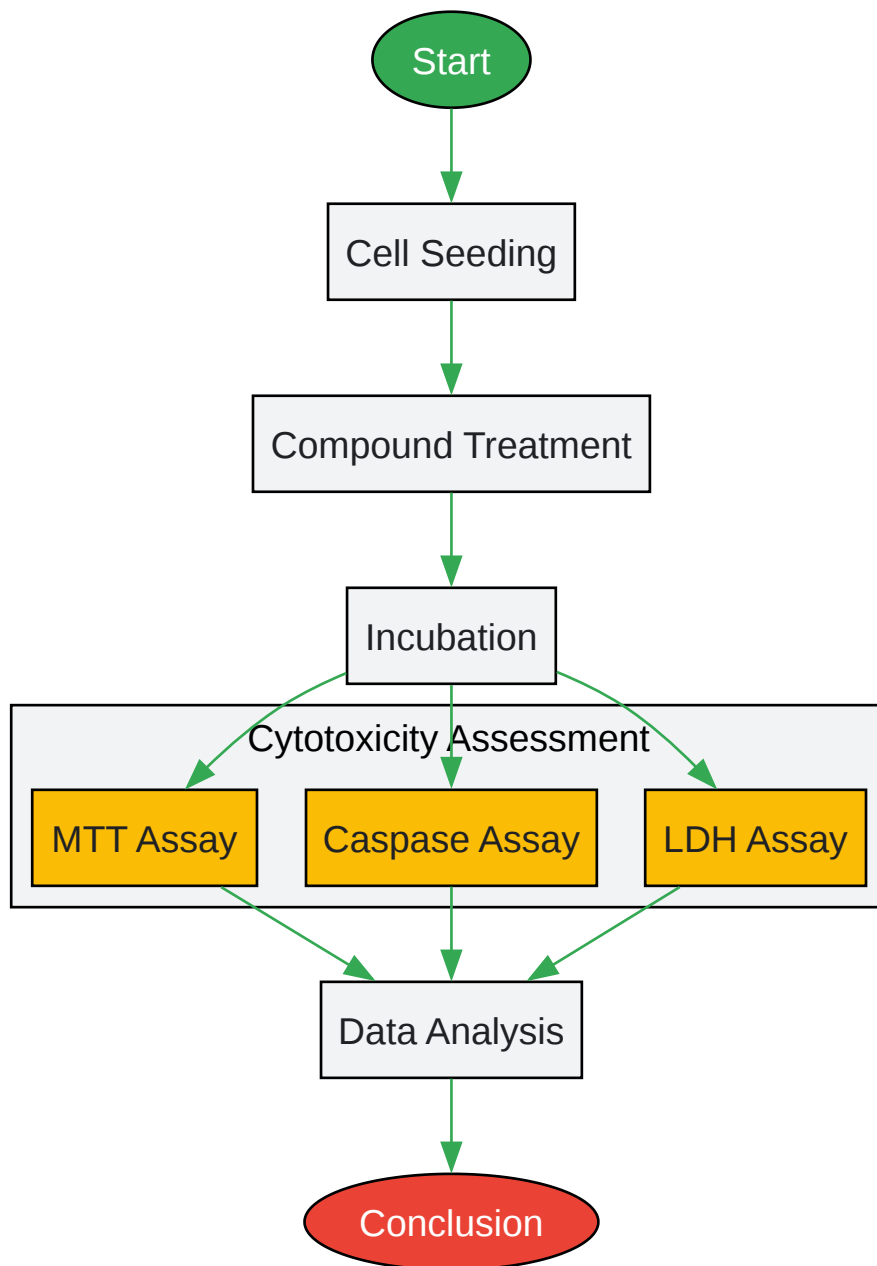 Start
Cell Seeding
Compound Treatment
Incubation
Cytotoxicity Assessment
MTT Assay
Caspase Assay
LDH Assay
Data Analysis
Conclusion